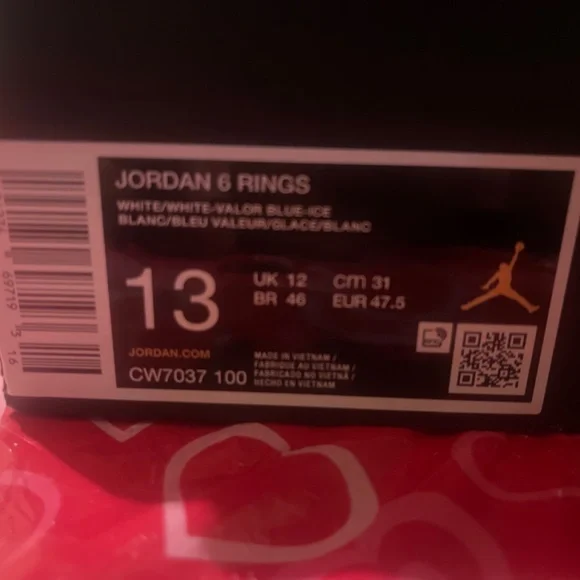 JORDAN 6 RINGS
WHITE/WHITE-VALOR BLUE-ICE
BLANC/BLEU VALEUR/GLACE/BLANC
13
UK 12 cm 31
BR 46 EUR 47.5
JORDAN.COM
CW7037 100
MADE IN VIETNAM /
FABRIQUE AU VIETNAM /
FABRICADO NO VIETNÃ /
HECHO EN VIETNAM
69719